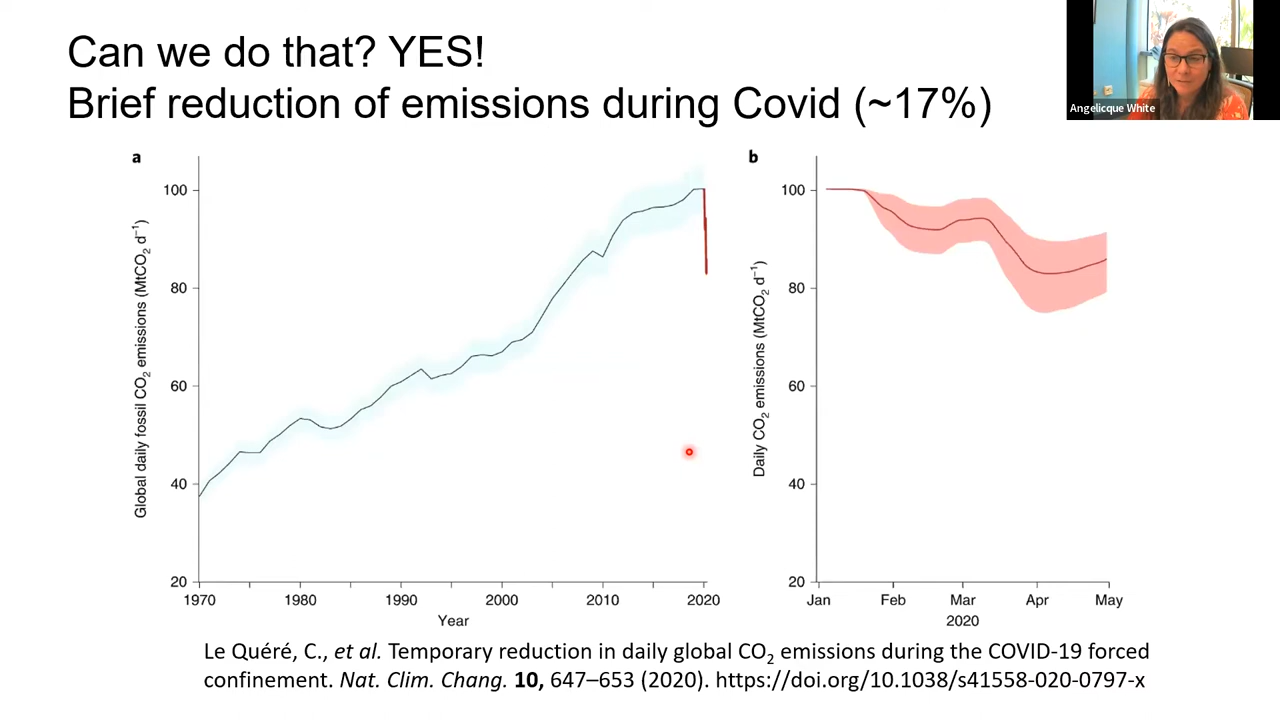 Can we do that? YES!
Brief reduction of emissions during Covid (~17%)
Angelicque White
a
100
80
60
40
20
Global daily fossil CO₂ emissions (MtCO₂ d⁻¹)
1970 1980 1990 2000 2010 2020
Year
b
100
80
60
40
20
Daily CO₂ emissions (MtCO₂ d⁻¹)
Jan Feb Mar Apr May
2020
Le Quéré, C., et al. Temporary reduction in daily global CO₂ emissions during the COVID-19 forced
confinement. Nat. Clim. Chang. 10, 647–653 (2020). https://doi.org/10.1038/s41558-020-0797-x